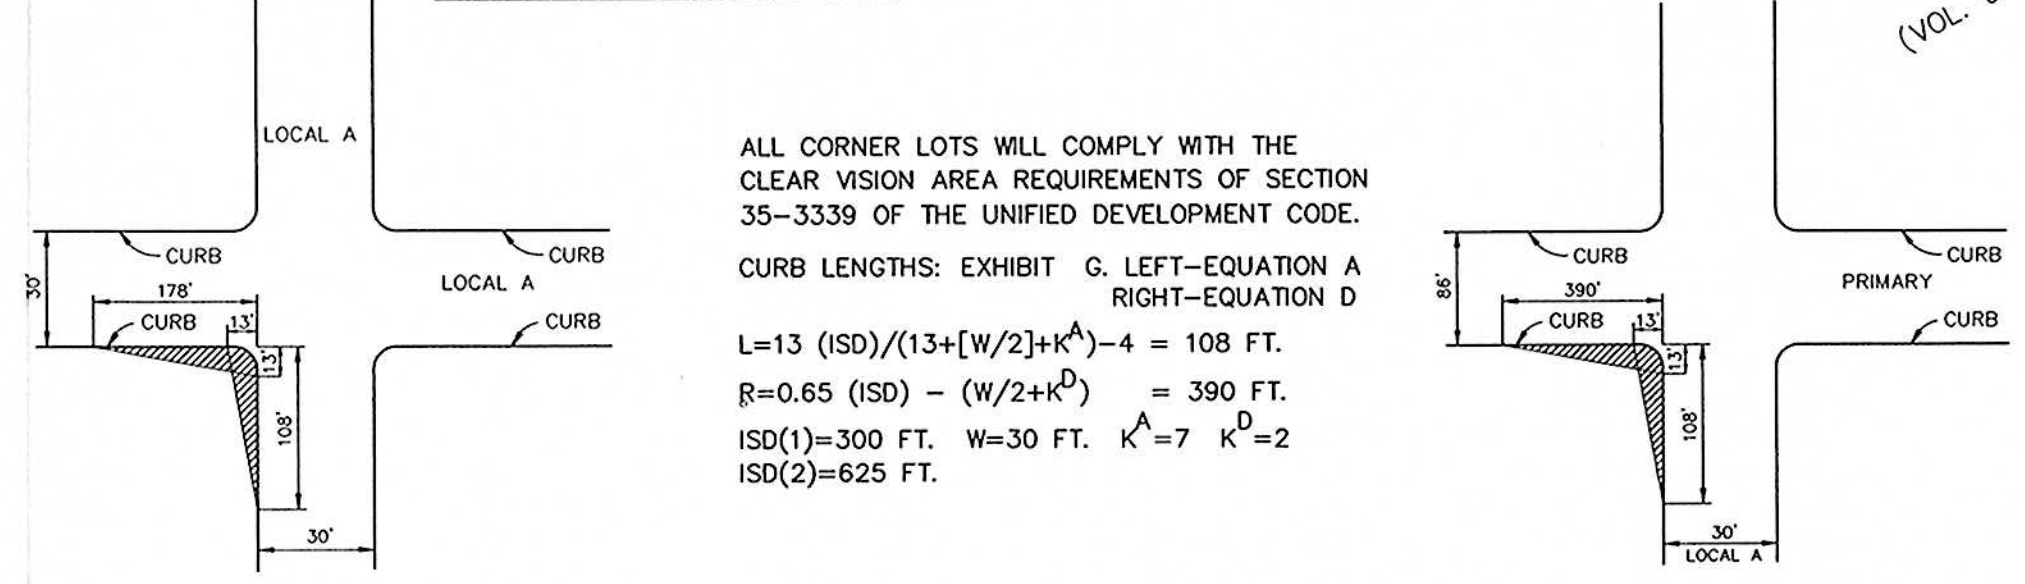 (VOL.
LOCAL A
CURB
CURB
LOCAL A
30'
178'
CURB
13'
CURB
13'
108'
30'
ALL CORNER LOTS WILL COMPLY WITH THE
CLEAR VISION AREA REQUIREMENTS OF SECTION
35-3339 OF THE UNIFIED DEVELOPMENT CODE.
CURB LENGTHS: EXHIBIT G. LEFT-EQUATION A
RIGHT-EQUATION D
L=13 (ISD)/(13+[W/2]+K^A)-4 = 108 FT.
R=0.65 (ISD) - (W/2+K^D) = 390 FT.
ISD(1)=300 FT. W=30 FT. K^A=7 K^D=2
ISD(2)=625 FT.
CURB
CURB
PRIMARY
86'
390'
CURB
13'
CURB
13'
108'
30'
LOCAL A